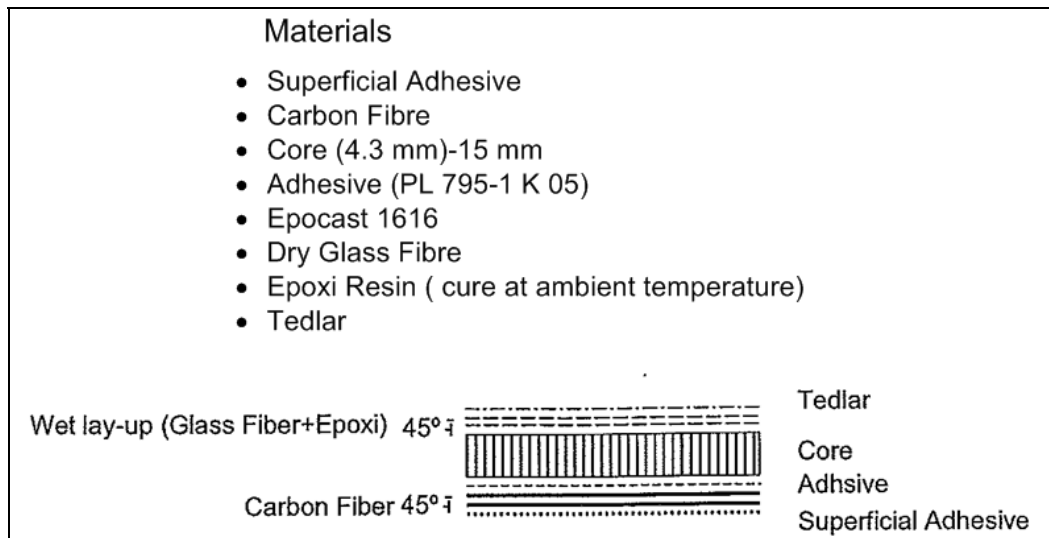 Materials
• Superficial Adhesive
• Carbon Fibre
• Core (4.3 mm)-15 mm
• Adhesive (PL 795-1 K 05)
• Epocast 1616
• Dry Glass Fibre
• Epoxi Resin ( cure at ambient temperature)
• Tedlar
Tedlar
Wet lay-up (Glass Fiber+Epoxi) 45º
Core
Adhsive
Carbon Fiber 45º
Superficial Adhesive